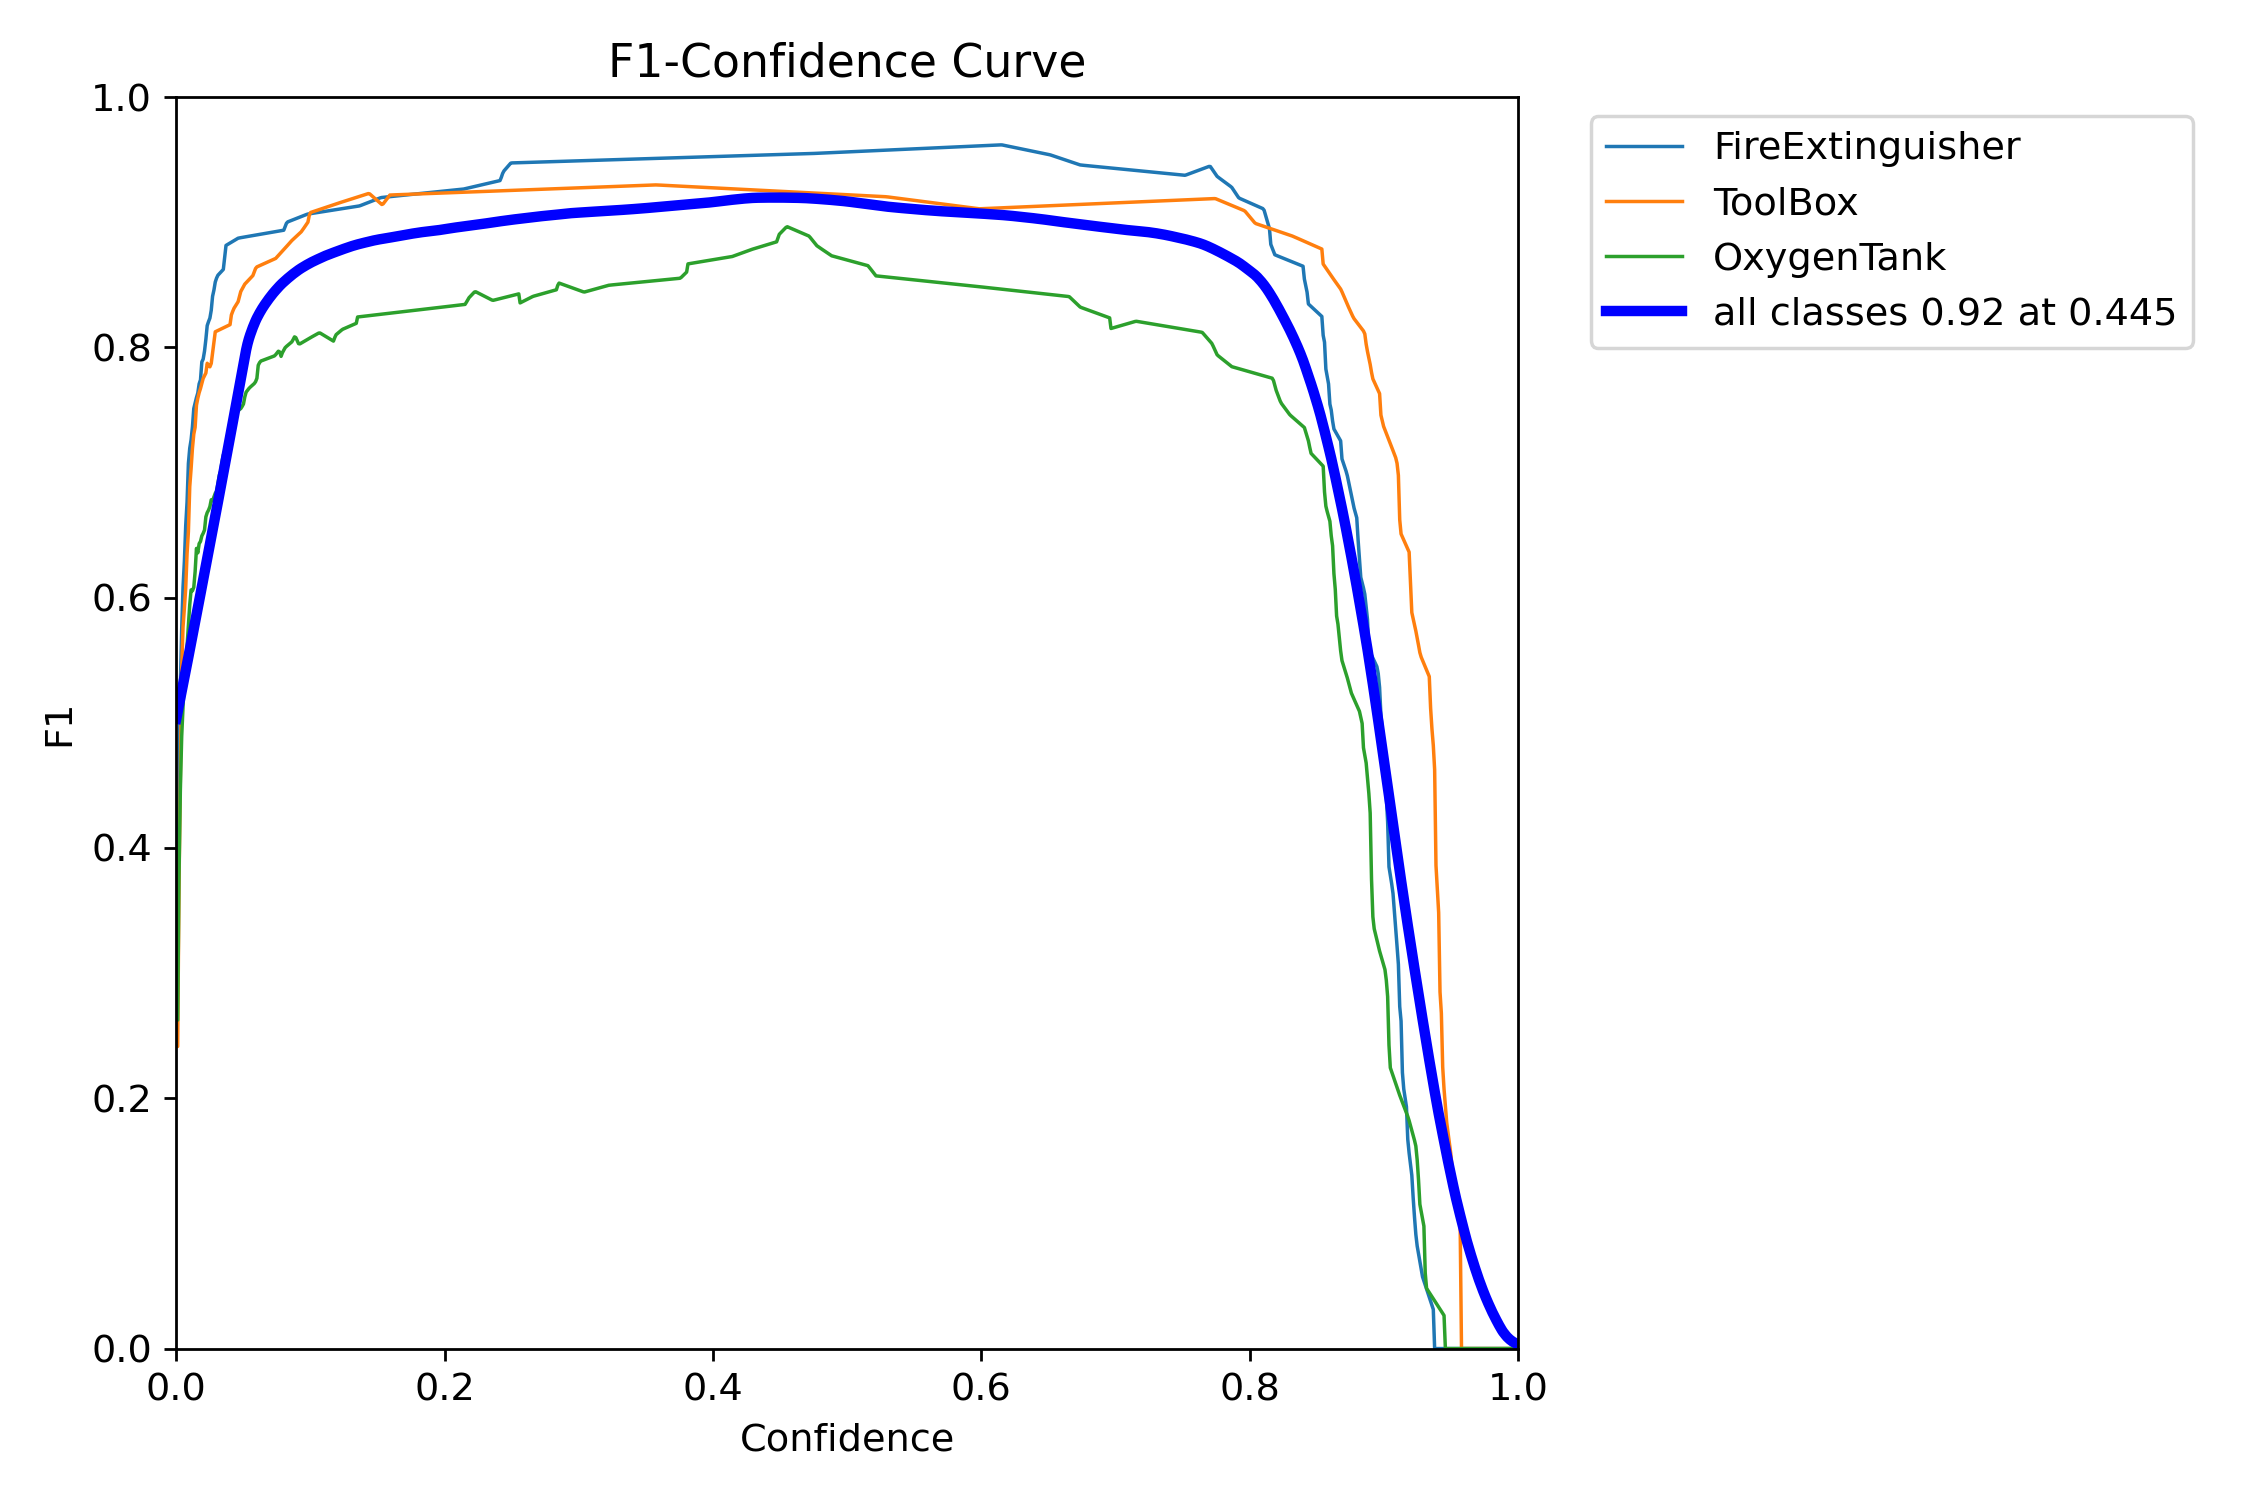 F1-Confidence Curve
1.0
0.8
0.6
0.4
0.2
0.0
F1
0.0 0.2 0.4 0.6 0.8 1.0
Confidence
FireExtinguisher
ToolBox
OxygenTank
all classes 0.92 at 0.445